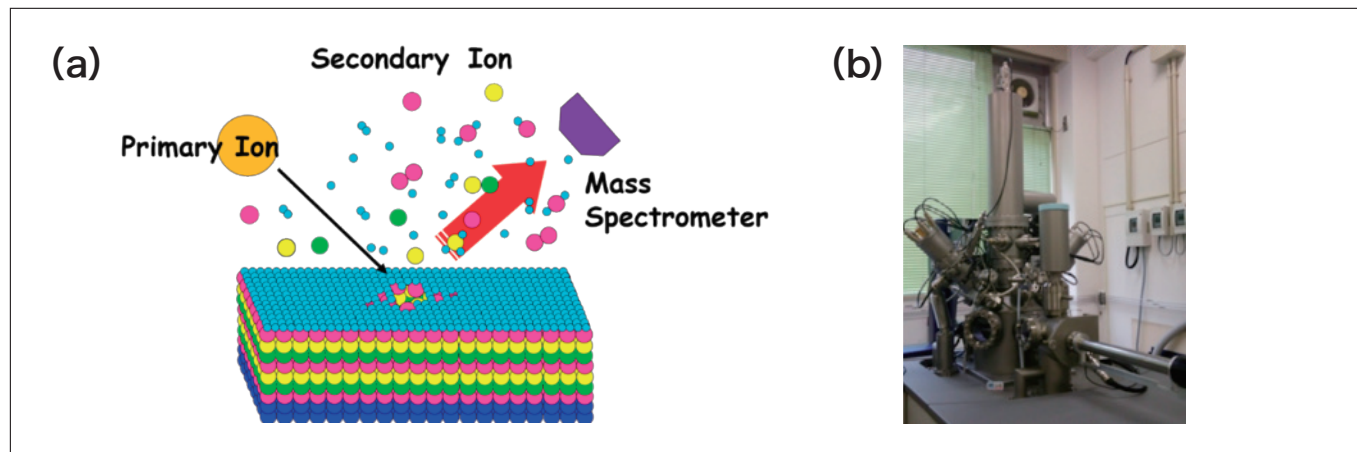 (a)
Secondary Ion
Primary Ion
Mass
Spectrometer
(b)